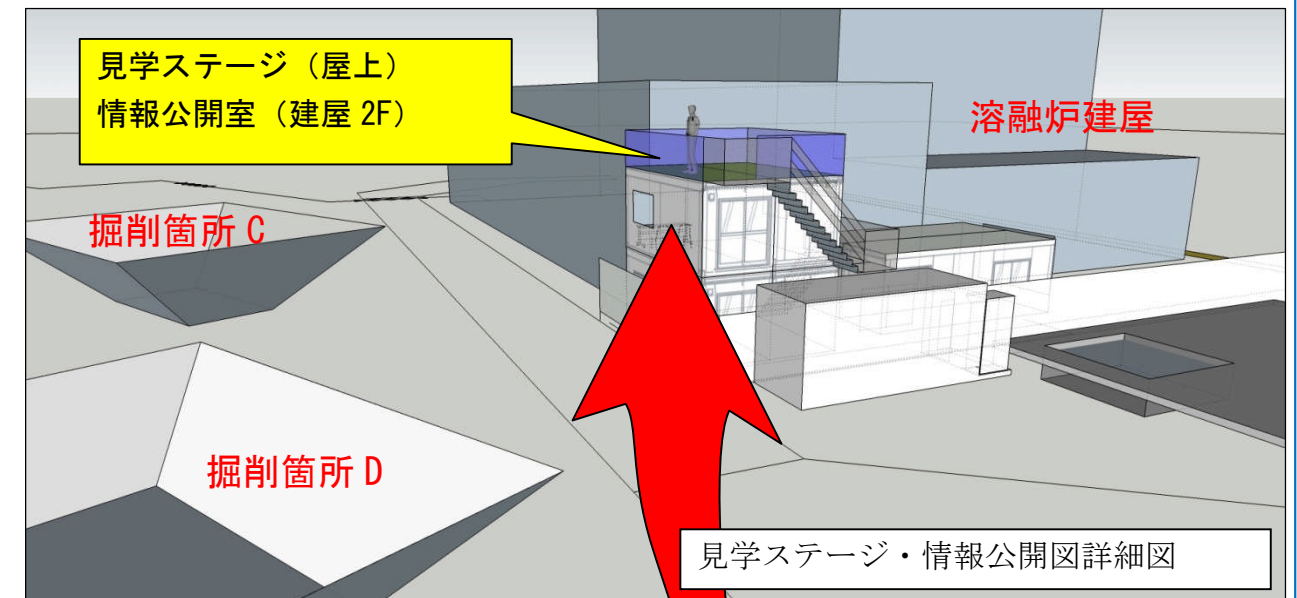 見学ステージ（屋上）
情報公開室（建屋 2F）
溶融炉建屋
掘削箇所 C
掘削箇所 D
見学ステージ・情報公開図詳細図